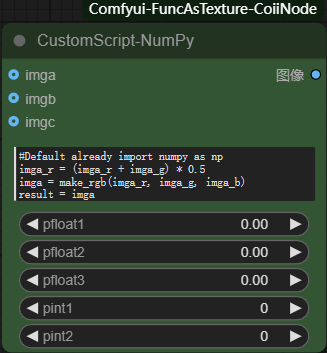 Comfyui-FuncAsTexture-CoiiNode
CustomScript-NumPy
imga
图像
imgb
imgc
#Default already import numpy as np
imga_r = (imga_r + imga_g) * 0.5
imga = make_rgb(imga_r, imga_g, imga_b)
result = imga
pfloat1 0.00
pfloat2 0.00
pfloat3 0.00
pint1 0
pint2 0